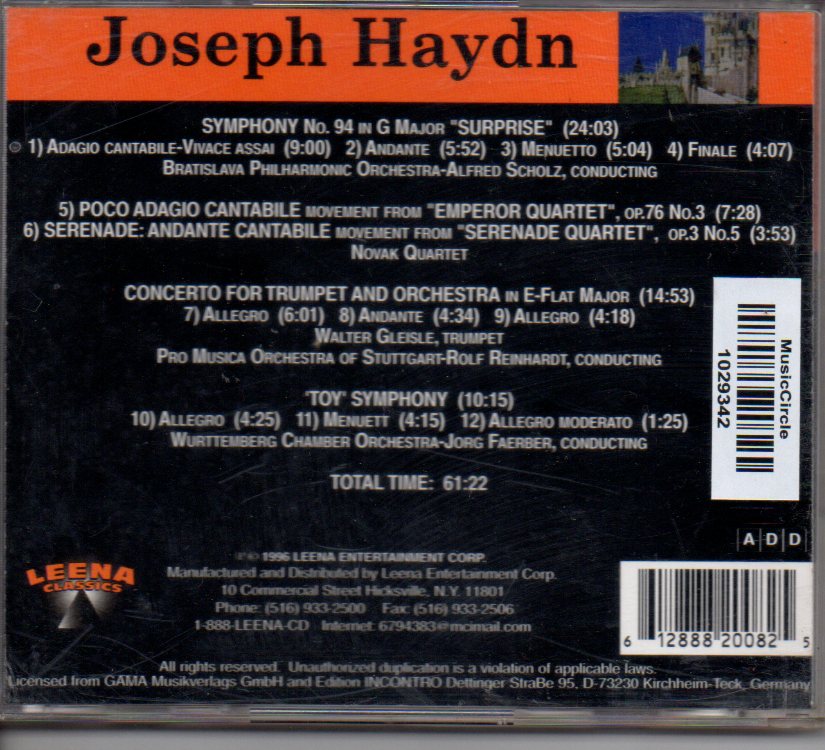 Joseph Haydn
SYMPHONY No. 94 IN G MAJOR "SURPRISE" (24:03)
1) ADAGIO CANTABILE-VIVACE ASSAI (9:00) 2) ANDANTE (5:52) 3) MENUETTO (5:04) 4) FINALE (4:07)
BRATISLAVA PHILHARMONIC ORCHESTRA-ALFRED SCHOLZ, CONDUCTING
5) POCO ADAGIO CANTABILE MOVEMENT FROM "EMPEROR QUARTET", OP.76 No.3 (7:28)
6) SERENADE: ANDANTE CANTABILE MOVEMENT FROM "SERENADE QUARTET", OP.3 No.5 (3:53)
NOVAK QUARTET
CONCERTO FOR TRUMPET AND ORCHESTRA IN E-FLAT MAJOR (14:53)
7) ALLEGRO (6:01) 8) ANDANTE (4:34) 9) ALLEGRO (4:18)
WALTER GLEISLE, TRUMPET
PRO MUSICA ORCHESTRA OF STUTTGART-ROLF REINHARDT, CONDUCTING
'TOY' SYMPHONY (10:15)
10) ALLEGRO (4:25) 11) MENUETT (4:15) 12) ALLEGRO MODERATO (1:25)
WURTTEMBERG CHAMBER ORCHESTRA-JORG FAERBER, CONDUCTING
TOTAL TIME: 61:22
MusicCircle
1029342
A D D
LEENA
CLASSICS
℗ © 1996 LEENA ENTERTAINMENT CORP.
Manufactured and Distributed by Leena Entertainment Corp.
10 Commercial Street Hicksville, N.Y. 11801
Phone: (516) 933-2500 Fax: (516) 933-2506
1-888-LEENA-CD Internet: 6794383@mcimail.com
6 12888 20082 5
All rights reserved. Unauthorized duplication is a violation of applicable laws.
Licensed from GAMA Musikverlags GmbH and Edition INCONTRO Dettinger StraBe 95, D-73230 Kirchheim-Teck, Germany